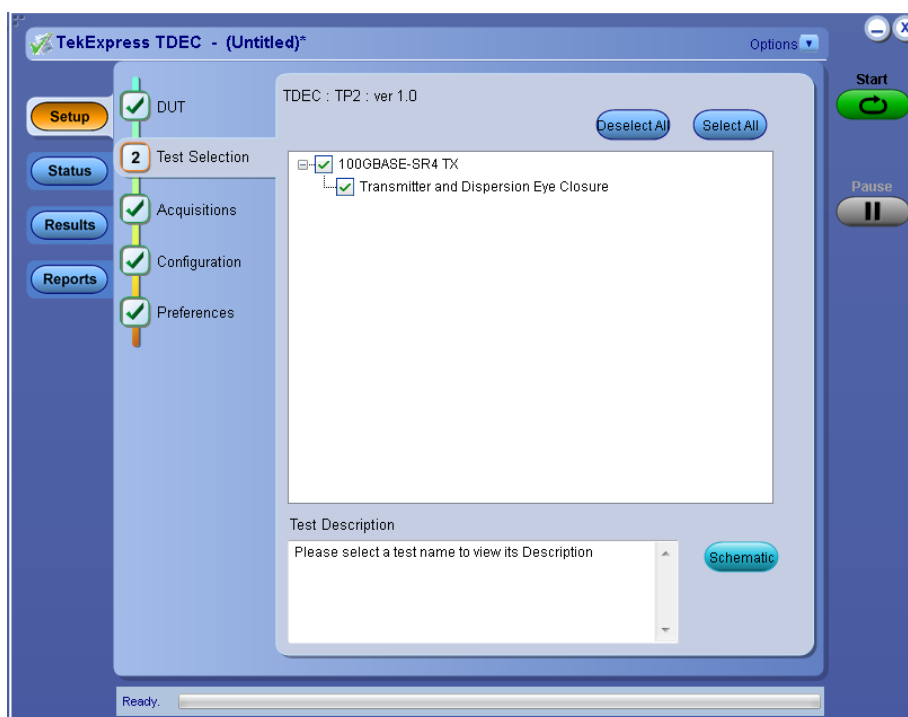 TekExpress TDEC - (Untitled)*
Options
Start
Pause
Setup
Status
Results
Reports
DUT
2 Test Selection
Acquisitions
Configuration
Preferences
TDEC : TP2 : ver 1.0
Deselect All
Select All
100GBASE-SR4 TX
Transmitter and Dispersion Eye Closure
Test Description
Please select a test name to view its Description
Schematic
Ready.